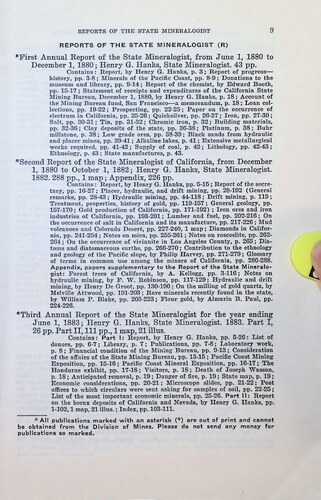 REPORTS OF THE STATE MINERALOGIST 9
REPORTS OF THE STATE MINERALOGIST (R)
*First Annual Report of the State Mineralogist, from June 1, 1880 to
December 1, 1880; Henry G. Hanks, State Mineralogist. 43 pp.
Contains: Report, by Henry G. Hanks, p. 3; Report of progress—
history, pp. 3-8; Minerals of the Pacific Coast, pp. 8-9; Donations to the
museum and library, pp. 9-14; Report of the chemist, by Edward Booth,
pp. 15-17; Statement of receipts and expenditures of the California State
Mining Bureau, December 1, 1880, by Henry G. Hanks, p. 18; Account of
the Mining Bureau fund, San Francisco—a memorandum, p. 18; Loan col-
lections, pp. 19-22; Prospecting, pp. 22-25; Paper on the occurrence of
electrum in California, pp. 25-26; Quicksilver, pp. 26-27; Iron, pp. 27-30;
Salt, pp. 30-31; Tin, pp. 31-32; Chromic iron, p. 32; Building materials,
pp. 32-36; Clay deposits of the state, pp. 36-38; Platinum, p. 38; Buhr
millstones, p. 38; Low grade ores, pp. 38-39; Black sands from hydraulic
and placer mines, pp. 39-41; Alkaline lakes, p. 41; Extensive metallurgical
works required, pp. 41-42; Supply of coal, p. 42; Lithology, pp. 42-43;
Ethnology, p. 43; State manufactures, p. 43.
*Second Report of the State Mineralogist of California, from December
1, 1880 to October 1, 1882; Henry G. Hanks, State Mineralogist.
1882. 288 pp., 1 map; Appendix, 226 pp.
Contains: Report, by Henry G. Hanks, pp. 5-15; Report of the secre-
tary, pp. 16-27; Placer, hydraulic, and drift mining, pp. 28-192 (General
remarks, pp. 28-43; Hydraulic mining, pp. 44-118; Drift mining, p. 119;
Treatment, properties, history, of gold, pp. 119-157; General geology, pp.
157-170; Gold production of California pp. 171-192); Iron ores and iron
industries of California, pp. 193-201; Lumber and fuel, pp. 202-216; On
the occurrence of salt in California and its manufacture, pp. 217-226; Mud
volcanoes and Colorado Desert, pp. 227-240, 1 map; Diamonds in Califor-
nia, pp. 241-254; Notes on mica, pp. 255-261; Notes on roscoelite, pp. 262-
264; On the occurrence of vivianite in Los Angeles County, p. 265; Dia-
toms and diatomaceous earths, pp. 266-270; Contribution to the ethnology
and geology of the Pacific slope, by Philip Harvey, pp. 271-279; Glossary
of terms in common use among the miners of California, pp. 280-288.
Appendix, papers supplementary to the Report of the State Mineralo-
gist: Forest trees of California, by A. Kellogg, pp. 3-116; Notes on
hydraulic mining, by F. W. Robinson, pp. 117-129; Hydraulic and drift
mining, by Henry De Groot, pp. 130-190; On the milling of gold quartz, by
Melville Attwood, pp. 191-203; Rare minerals recently found in the state,
by William P. Blake, pp. 205-223; Flour gold, by Almarin B. Paul, pp.
224-226.
*Third Annual Report of the State Mineralogist for the year ending
June 1, 1883; Henry G. Hanks, State Mineralogist. 1883. Part I,
26 pp. Part II, 111 pp., 1 map, 21 illus.
Contains: Part I: Report, by Henry G. Hanks, pp. 5-26; List of
donors, pp. 6-7; Library, p. 7; Publications, pp. 7-8; Laboratory work,
p. 8; Financial condition of the Mining Bureau, pp. 9-13; Consideration
of the affairs of the State Mining Bureau, pp. 13-15; Pacific Coast Mining
Exposition, pp. 15-16; Pacific Coast Mineral Exposition, pp. 16-17; The
Honduras exhibit, pp. 17-18; Visitors, p. 18; Death of Joseph Wasson,
p. 18; Anticipated removal, p. 19; Danger of fire, p. 19; State map, p. 19;
Economic considerations, pp. 20-21; Microscope slides, pp. 21-22; Post
offices to which circulars were sent asking for samples of soil, pp. 22-25;
List of the most important economic minerals, pp. 25-26. Part II: Report
on the borax deposits of California and Nevada, by Henry G. Hanks, pp.
1-102, 1 map, 21 illus.; Index, pp. 103-111.
* All publications marked with an asterisk (*) are out of print and cannot
be obtained from the Division of Mines. Please do not send any money for
publications so marked.